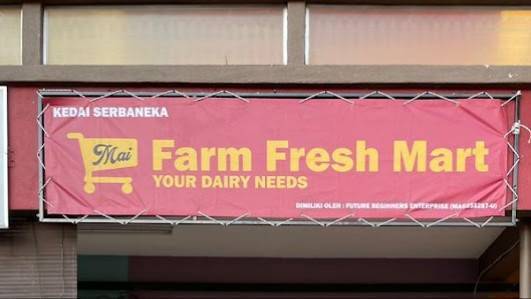 KEDAI SERBANEKA
Mai
Farm Fresh Mart
YOUR DAIRY NEEDS
DIMILIKI OLEH : FUTURE BEGINNERS ENTERPRISE